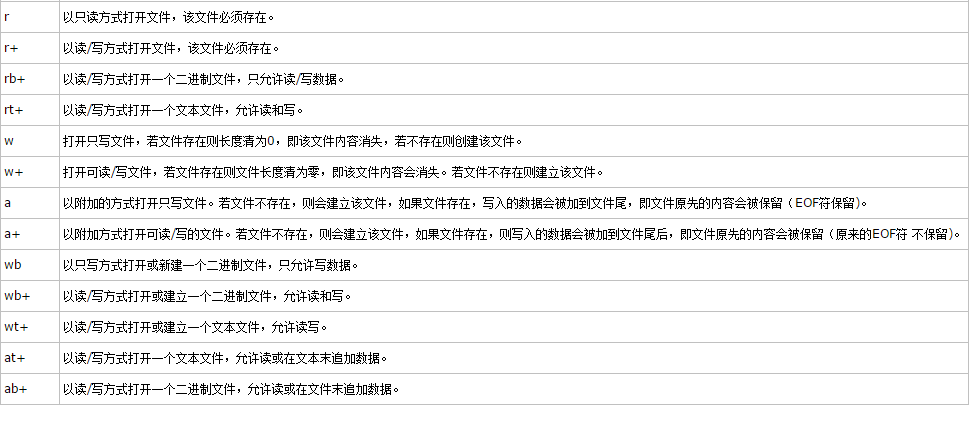 r 以只读方式打开文件，该文件必须存在。
r+ 以读/写方式打开文件，该文件必须存在。
rb+ 以读/写方式打开一个二进制文件，只允许读/写数据。
rt+ 以读/写方式打开一个文本文件，允许读和写。
w 打开只写文件，若文件存在则长度清为0，即该文件内容消失，若不存在则创建该文件。
w+ 打开可读/写文件，若文件存在则文件长度清为零，即该文件内容会消失。若文件不存在则建立该文件。
a 以附加的方式打开只写文件。若文件不存在，则会建立该文件，如果文件存在，写入的数据会被加到文件尾，即文件原先的内容会被保留（EOF符保留)。
a+ 以附加方式打开可读/写的文件。若文件不存在，则会建立该文件，如果文件存在，则写入的数据会被加到文件尾后，即文件原先的内容会被保留（原来的EOF符 不保留)。
wb 以只写方式打开或新建一个二进制文件，只允许写数据。
wb+ 以读/写方式打开或建立一个二进制文件，允许读和写。
wt+ 以读/写方式打开或建立一个文本文件，允许读写。
at+ 以读/写方式打开一个文本文件，允许读或在文本末追加数据。
ab+ 以读/写方式打开一个二进制文件，允许读或在文件末追加数据。